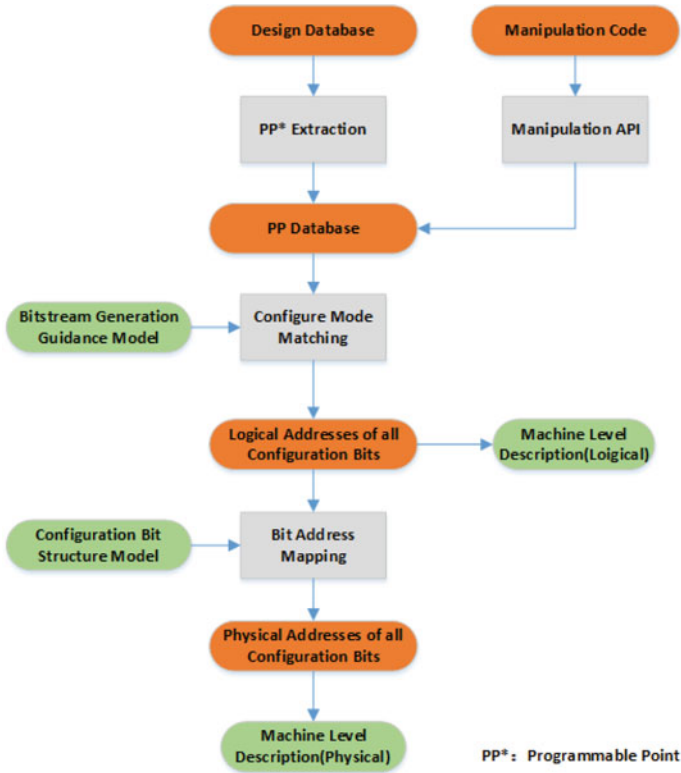 Design Database
Manipulation Code
PP* Extraction
Manipulation API
PP Database
Bitstream Generation
Guidance Model
Configure Mode
Matching
Logical Addresses of all
Configuration Bits
Machine Level
Description(Loigical)
Configuration Bit
Structure Model
Bit Address
Mapping
Physical Addresses of all
Configuration Bits
Machine Level
Description(Physical)
PP*: Programmable Point